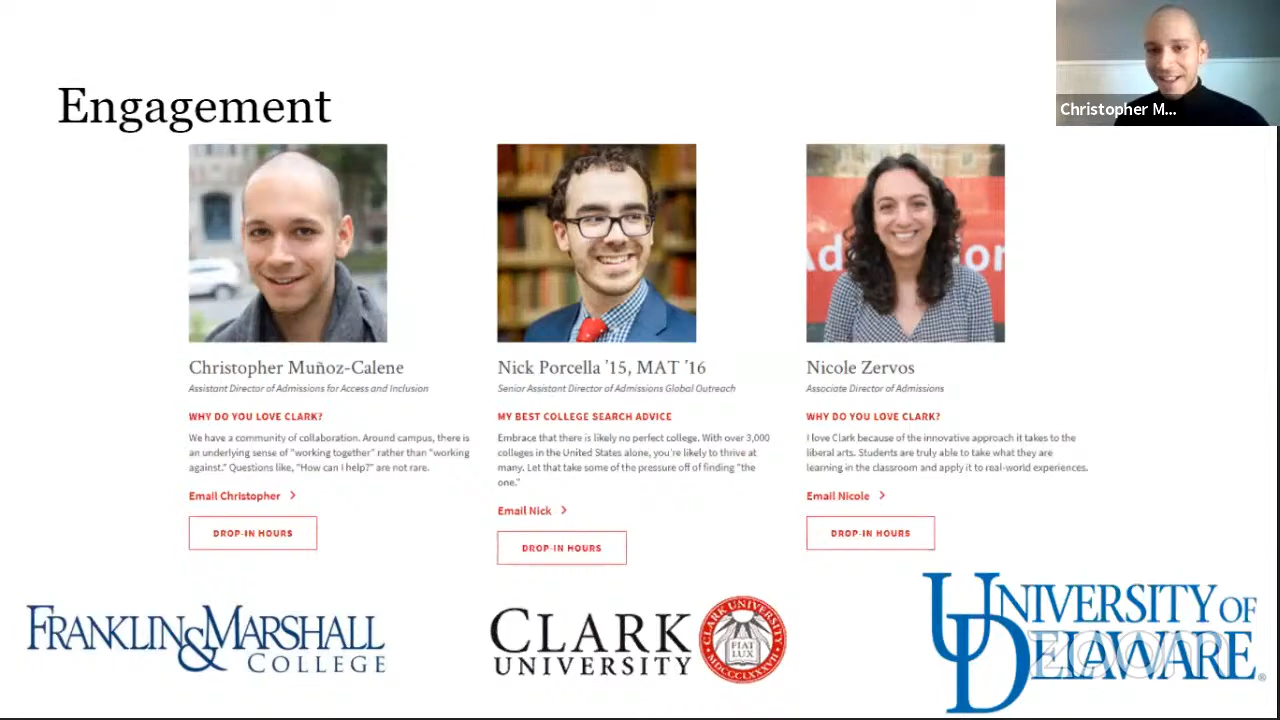 Christopher M...
Engagement
Ad
on
Christopher Muñoz-Calene
Assistant Director of Admissions for Access and Inclusion
WHY DO YOU LOVE CLARK?
We have a community of collaboration. Around campus, there is
an underlying sense of "working together" rather than "working
against." Questions like, "How can I help?" are not rare.
Email Christopher >
DROP-IN HOURS
Nick Porcella '15, MAT '16
Senior Assistant Director of Admissions Global Outreach
MY BEST COLLEGE SEARCH ADVICE
Embrace that there is likely no perfect college. With over 3,000
colleges in the United States alone, you're likely to thrive at
many. Let that take some of the pressure off of finding "the
one."
Email Nick >
DROP-IN HOURS
Nicole Zervos
Associate Director of Admissions
WHY DO YOU LOVE CLARK?
I love Clark because of the innovative approach it takes to the
liberal arts. Students are truly able to take what they are
learning in the classroom and apply it to real-world experiences.
Email Nicole >
DROP-IN HOURS
FRANKLIN & MARSHALL
COLLEGE
CLARK
UNIVERSITY
CLARK UNIVERSITY
FIAT
LUX
MDCCCLXXXVII
UNIVERSITY OF
DELAWARE
®
zoom